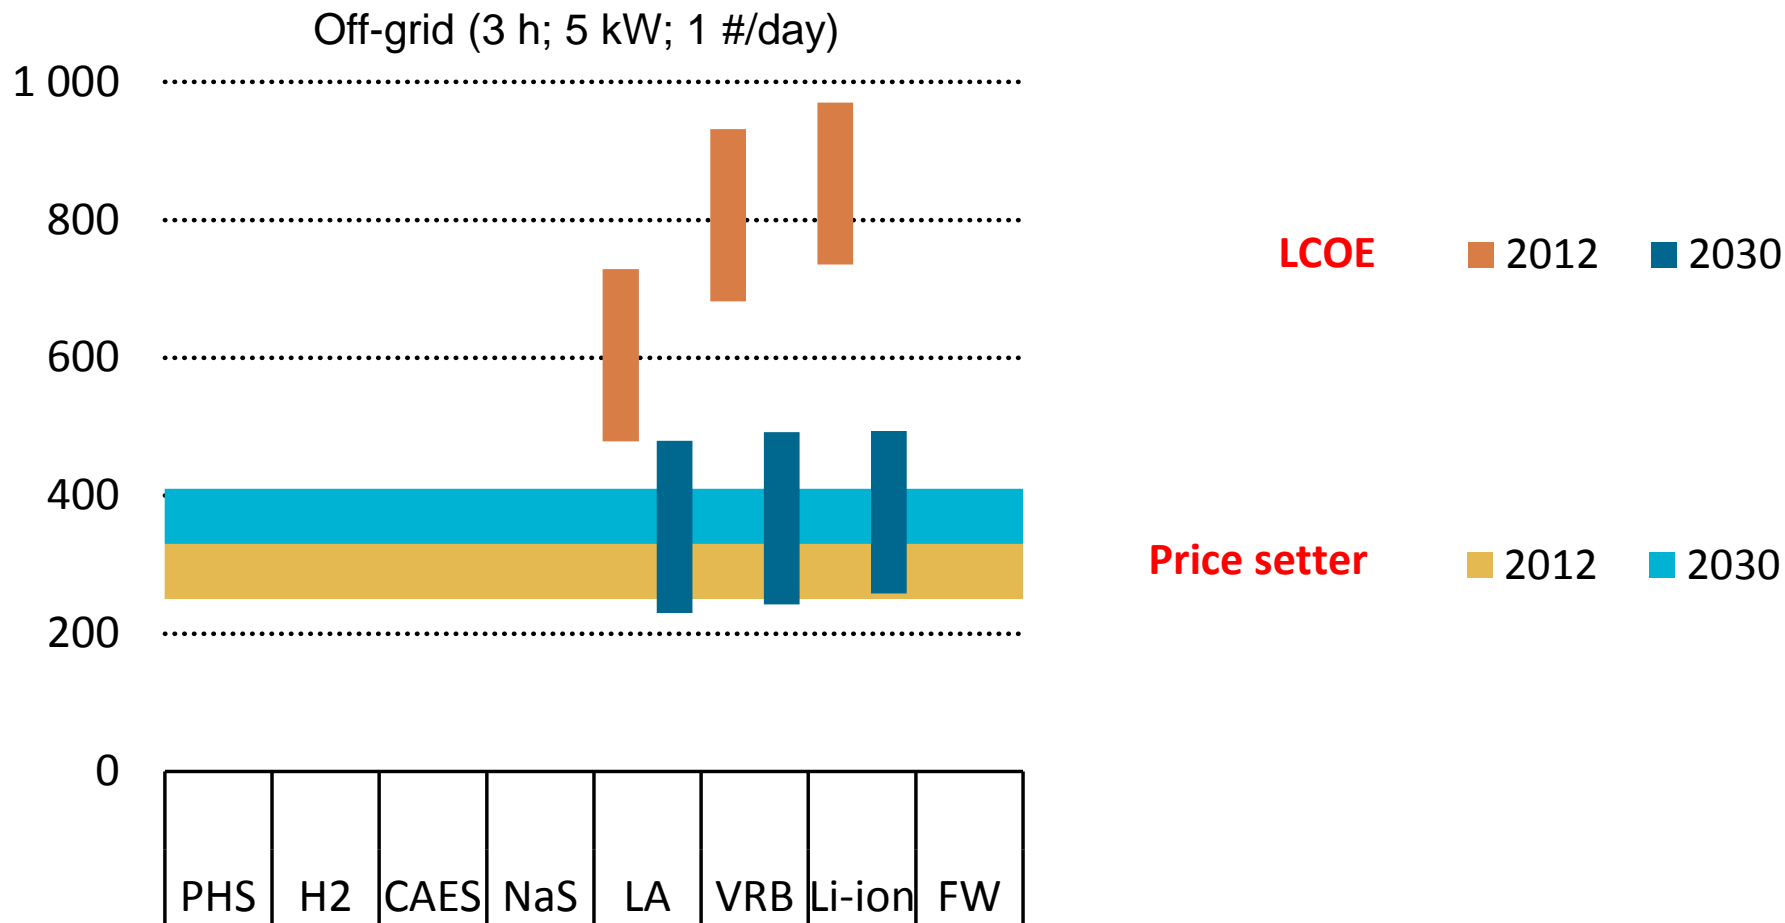 Off-grid (3 h; 5 kW; 1 #/day)
1 000
800
600
400
200
0
PHS H2 CAES NaS LA VRB Li-ion FW
LCOE 2012 2030
Price setter 2012 2030